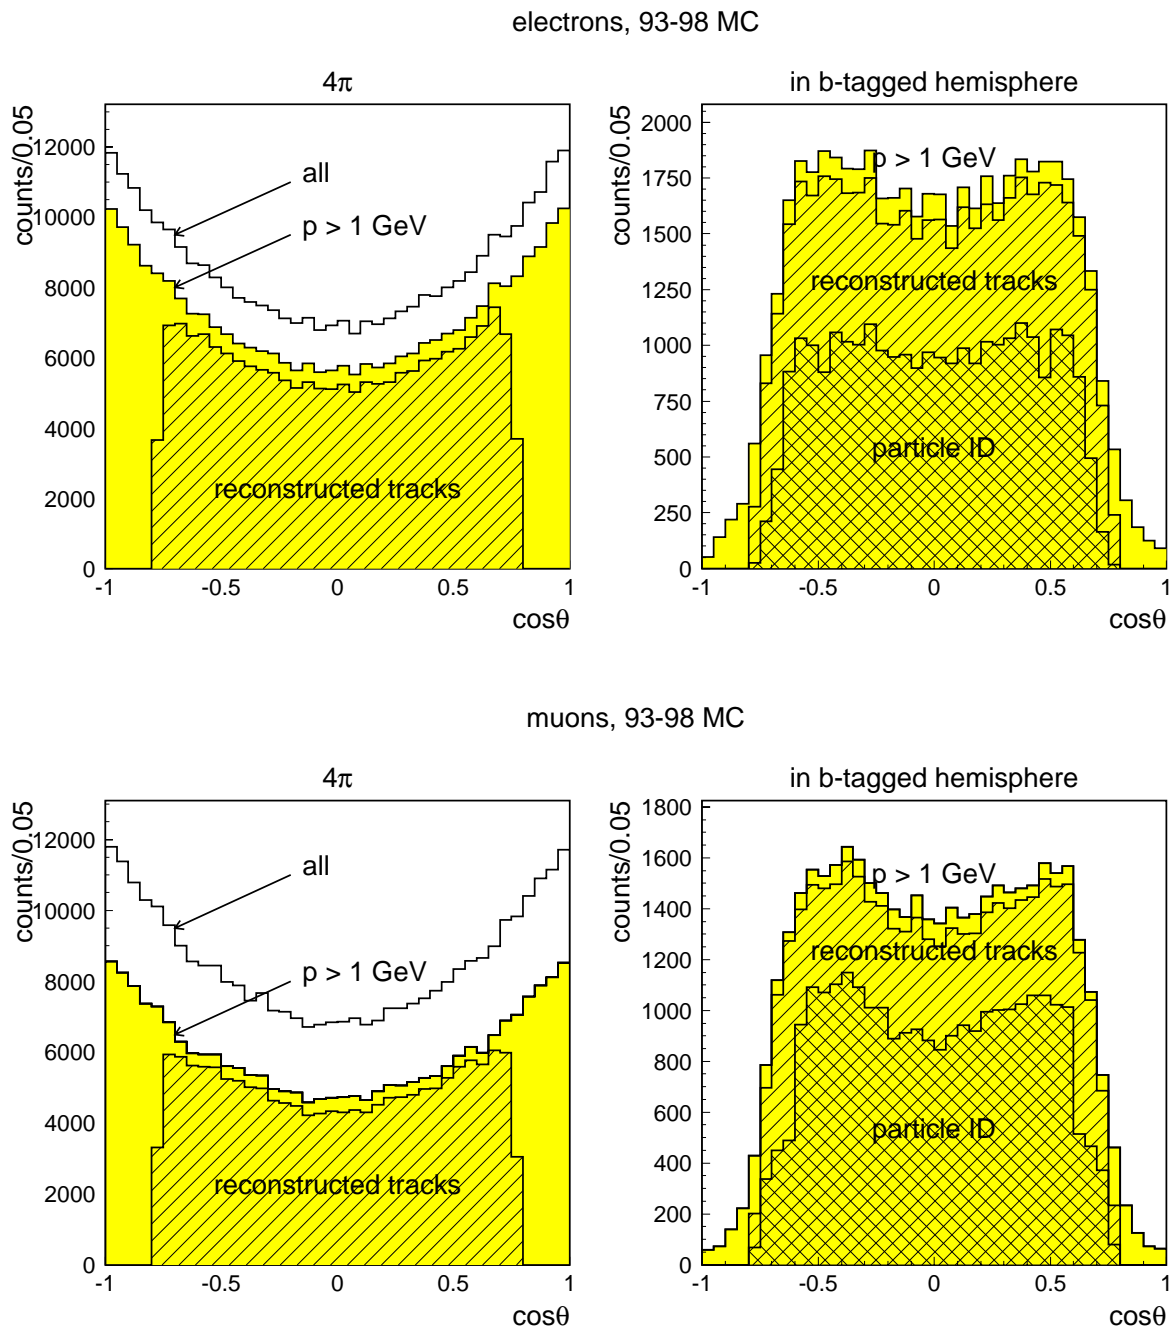 electrons, 93-98 MC
4π
counts/0.05
12000
10000
8000
6000
4000
2000
0
all
p > 1 GeV
reconstructed tracks
-1
-0.5
0
0.5
1
cosθ
in b-tagged hemisphere
counts/0.05
2000
1750
1500
1250
1000
750
500
250
0
p > 1 GeV
reconstructed tracks
particle ID
-1
-0.5
0
0.5
1
cosθ
muons, 93-98 MC
4π
counts/0.05
12000
10000
8000
6000
4000
2000
0
all
p > 1 GeV
reconstructed tracks
-1
-0.5
0
0.5
1
cosθ
in b-tagged hemisphere
counts/0.05
1800
1600
1400
1200
1000
800
600
400
200
0
p > 1 GeV
reconstructed tracks
particle ID
-1
-0.5
0
0.5
1
cosθ